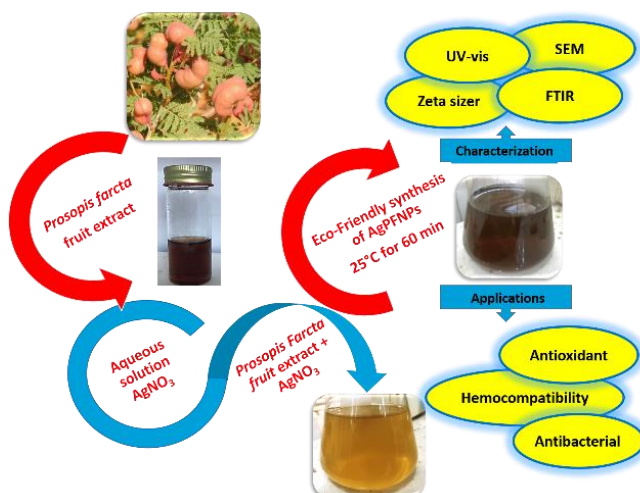 Prosopis farcta
fruit extract
Aqueous
solution
AgNO₃
Prosopis Farcta
fruit extract +
AgNO₃
Eco-Friendly synthesis
of AgPFNPs
25°C for 60 min
UV-vis
SEM
Zeta sizer
FTIR
Characterization
Applications
Antioxidant
Hemocompatibility
Antibacterial